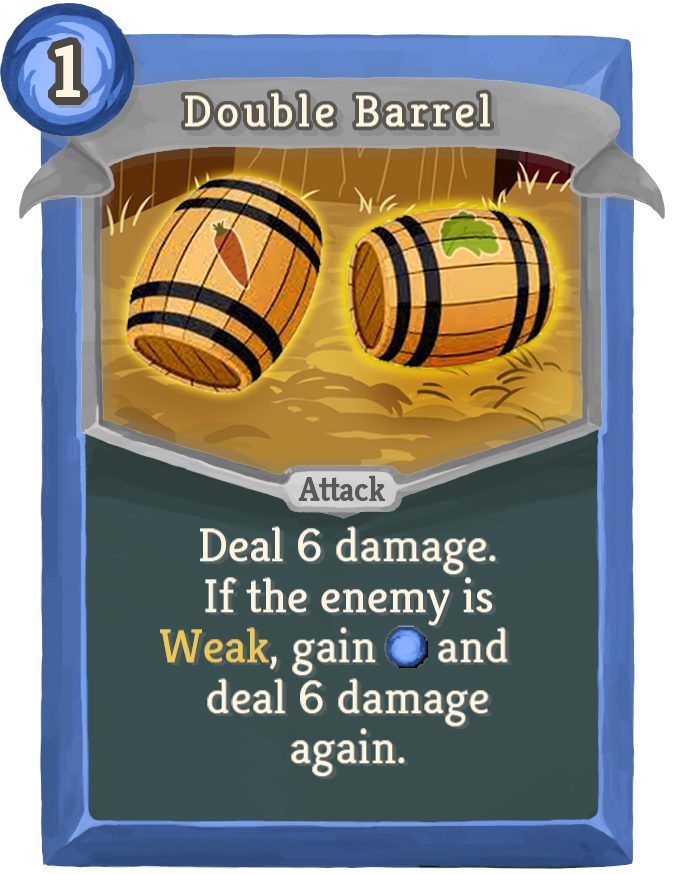 1
Double Barrel
Attack
Deal 6 damage.
If the enemy is
Weak, gain and
deal 6 damage
again.